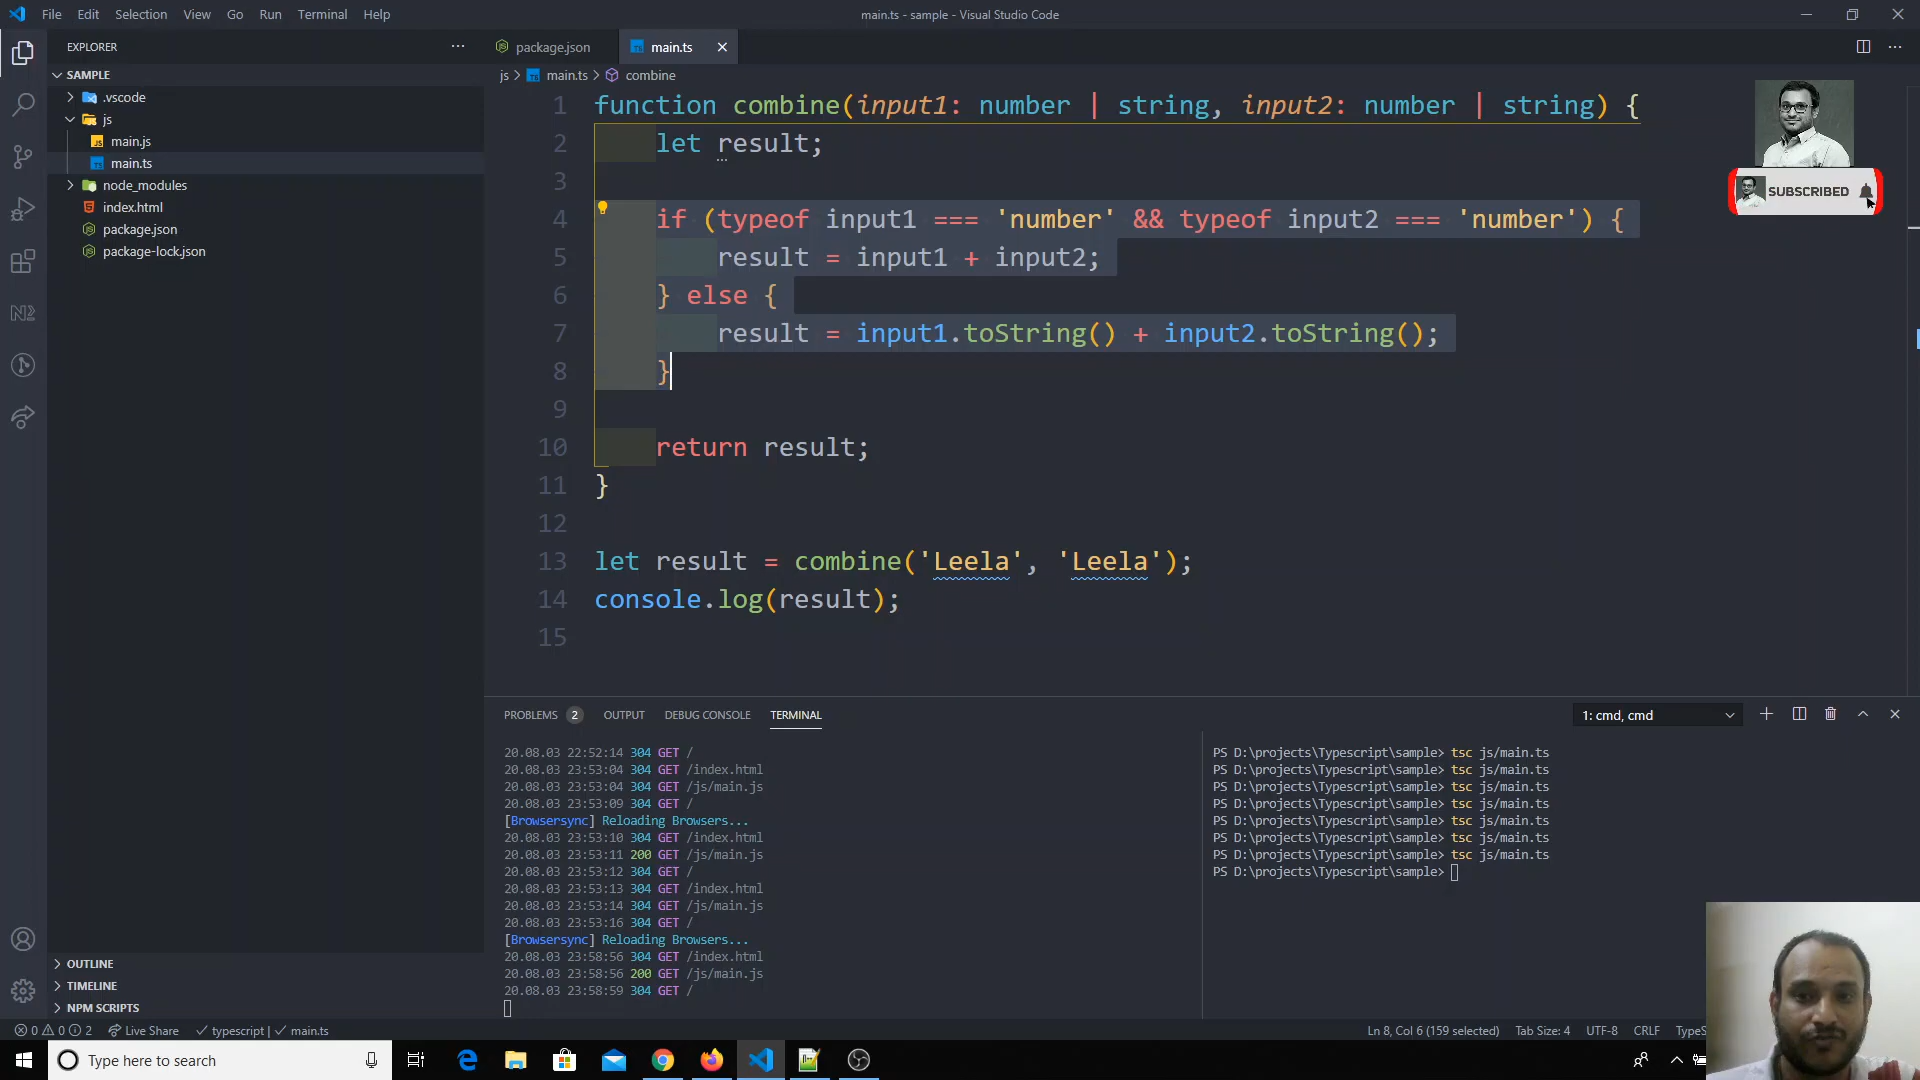 File Edit Selection View Go Run Terminal Help
main.ts - sample - Visual Studio Code
EXPLORER
SAMPLE
.vscode
js
main.js
main.ts
node_modules
index.html
package.json
package-lock.json
OUTLINE
TIMELINE
NPM SCRIPTS
package.json main.ts
js > main.ts > combine
1 function combine(input1: number | string, input2: number | string) {
2 let result;
3
4 if (typeof input1 === 'number' && typeof input2 === 'number') {
5 result = input1 + input2;
6 } else {
7 result = input1.toString() + input2.toString();
8 }
9
10 return result;
11 }
12
13 let result = combine('Leela', 'Leela');
14 console.log(result);
15
SUBSCRIBED
PROBLEMS 2 OUTPUT DEBUG CONSOLE TERMINAL
1: cmd, cmd
20.08.03 22:52:14 304 GET /
20.08.03 23:53:04 304 GET /index.html
20.08.03 23:53:04 304 GET /js/main.js
20.08.03 23:53:09 304 GET /
[Browsersync] Reloading Browsers...
20.08.03 23:53:10 304 GET /index.html
20.08.03 23:53:11 200 GET /js/main.js
20.08.03 23:53:12 304 GET /
20.08.03 23:53:13 304 GET /index.html
20.08.03 23:53:14 304 GET /js/main.js
20.08.03 23:53:16 304 GET /
[Browsersync] Reloading Browsers...
20.08.03 23:58:56 304 GET /index.html
20.08.03 23:58:56 200 GET /js/main.js
20.08.03 23:58:59 304 GET /
PS D:\projects\Typescript\sample> tsc js/main.ts
PS D:\projects\Typescript\sample> tsc js/main.ts
PS D:\projects\Typescript\sample> tsc js/main.ts
PS D:\projects\Typescript\sample> tsc js/main.ts
PS D:\projects\Typescript\sample> tsc js/main.ts
PS D:\projects\Typescript\sample> tsc js/main.ts
PS D:\projects\Typescript\sample> tsc js/main.ts
PS D:\projects\Typescript\sample>
0 0 2 Live Share typescript | main.ts
Ln 8, Col 6 (159 selected) Tab Size: 4 UTF-8 CRLF TypeS
Type here to search